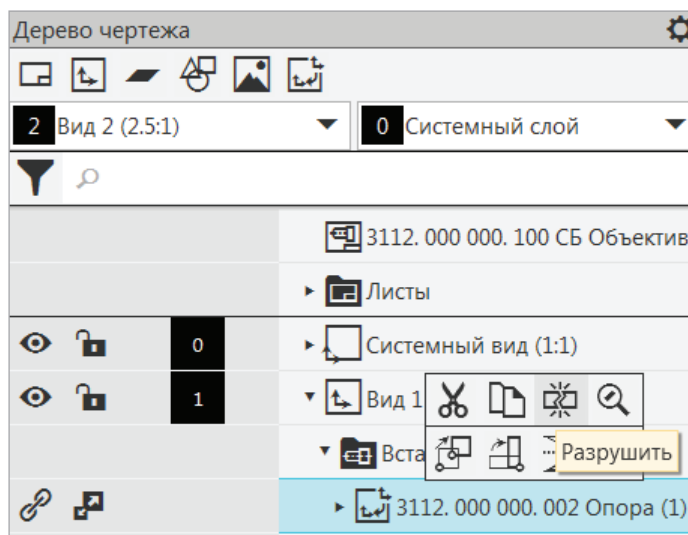 Дерево чертежа
2 Вид 2 (2.5:1) 0 Системный слой
3112. 000 000. 100 СБ Объектив
Листы
0 Системный вид (1:1)
1 Вид 1
Вста Разрушить
3112. 000 000. 002 Опора (1)